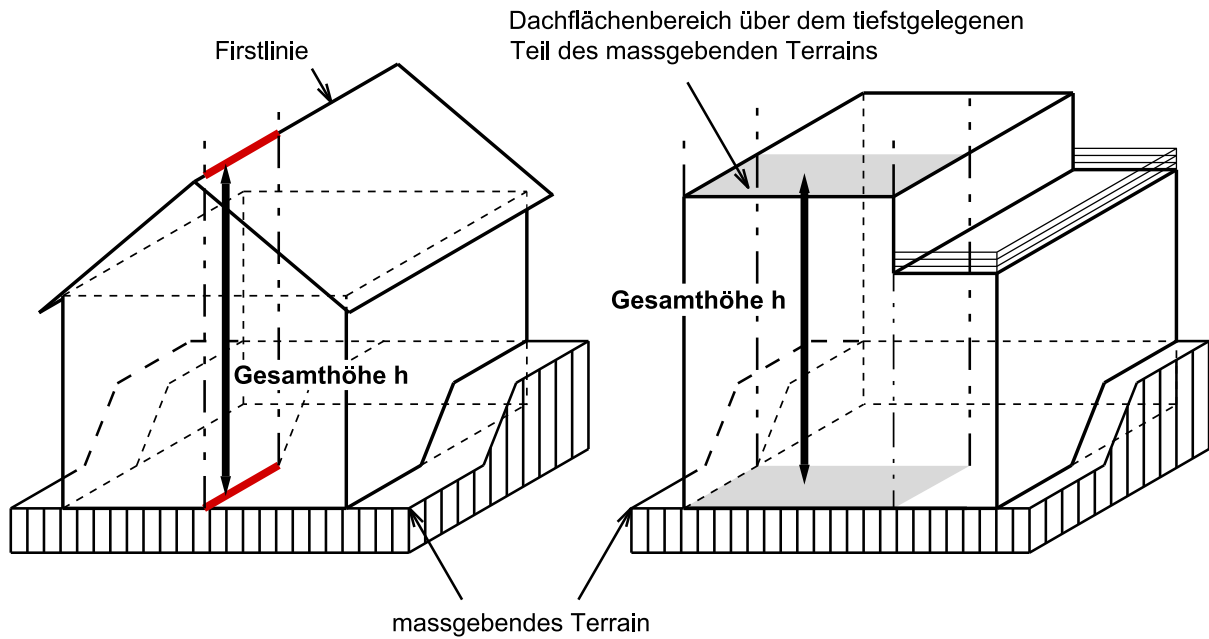 Dachflächenbereich über dem tiefstgelegenen
Teil des massgebenden Terrains
Firstlinie
Gesamthöhe h
Gesamthöhe h
massgebendes Terrain